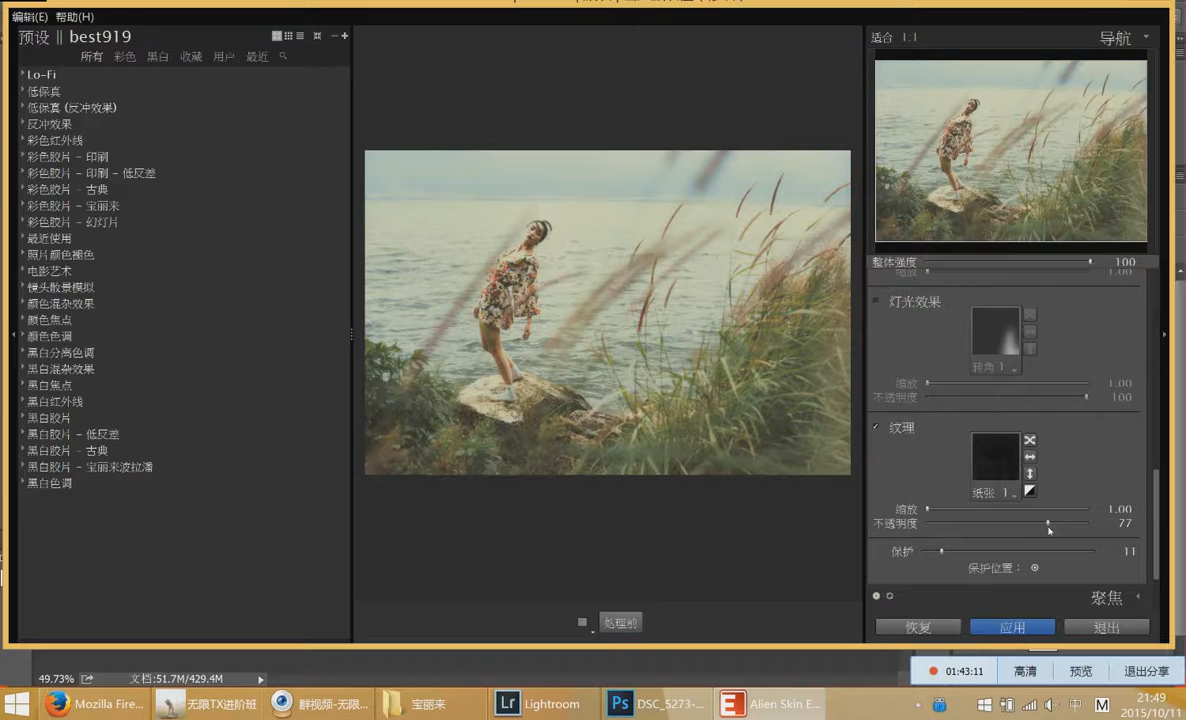 编辑(E) 帮助(H)
预设 || best919
所有 彩色 黑白 收藏 用户 最近
Lo-Fi
低保真
低保真 (反冲效果)
反冲效果
彩色红外线
彩色胶片 - 印刷
彩色胶片 - 印刷 - 低反差
彩色胶片 - 古典
彩色胶片 - 宝丽来
彩色胶片 - 幻灯片
最近使用
照片颜色褪色
电影艺术
镜头散景模拟
颜色混杂效果
颜色焦点
颜色色调
黑白分离色调
黑白混杂效果
黑白焦点
黑白红外线
黑白胶片
黑白胶片 - 低反差
黑白胶片 - 古典
黑白胶片 - 宝丽来波拉潘
黑白色调
处理前
适合 1:1 导航
整体强度 100
缩放 1.00
灯光效果
转角 1
缩放 1.00
不透明度 100
纹理
纸张 1
缩放 1.00
不透明度 77
保护 11
保护位置：
聚焦
恢复 应用 退出
01:43:11 高清 预览 退出分享
49.73% 文档:51.7M/429.4M
Mozilla Fire... 无限TX进阶班 群视频-无限... 宝丽来 Lightroom DSC_5273-... Alien Skin E...
中 M
21:49
2015/10/11